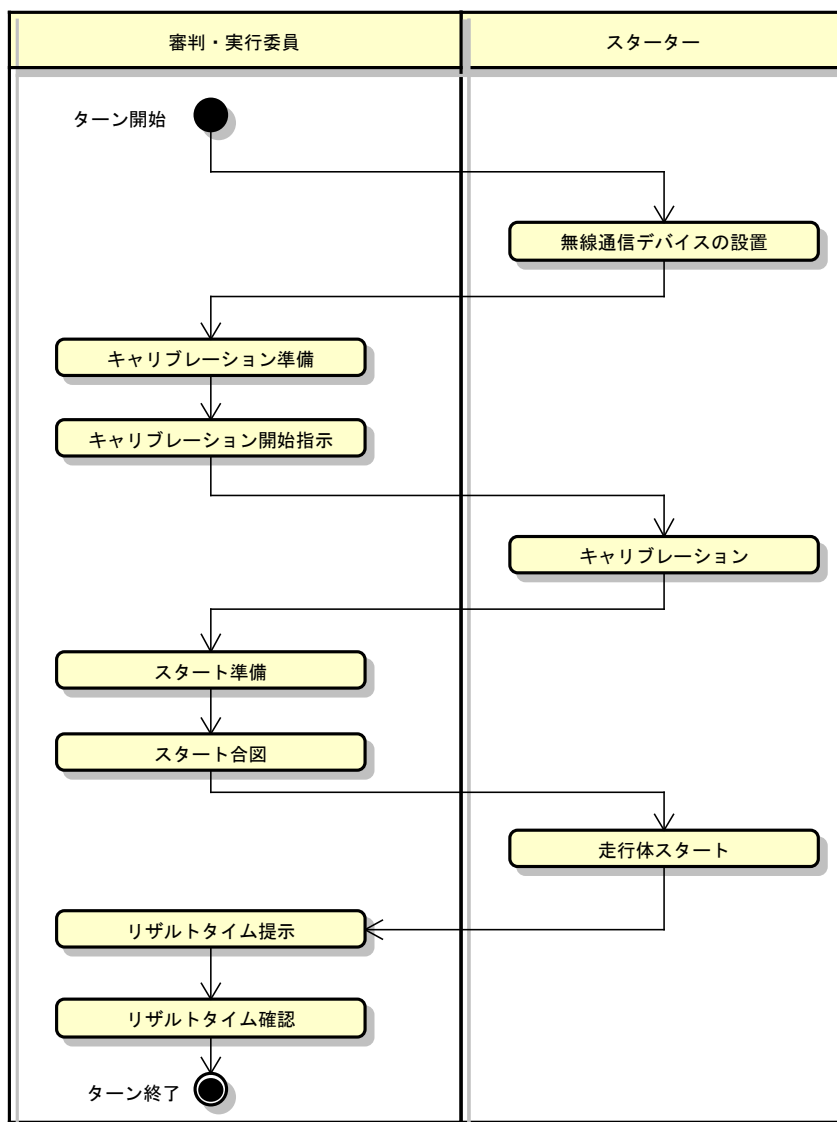 審判・実行委員
スターター
ターン開始
無線通信デバイスの設置
キャリブレーション準備
キャリブレーション開始指示
キャリブレーション
スタート準備
スタート合図
走行体スタート
リザルトタイム提示
リザルトタイム確認
ターン終了